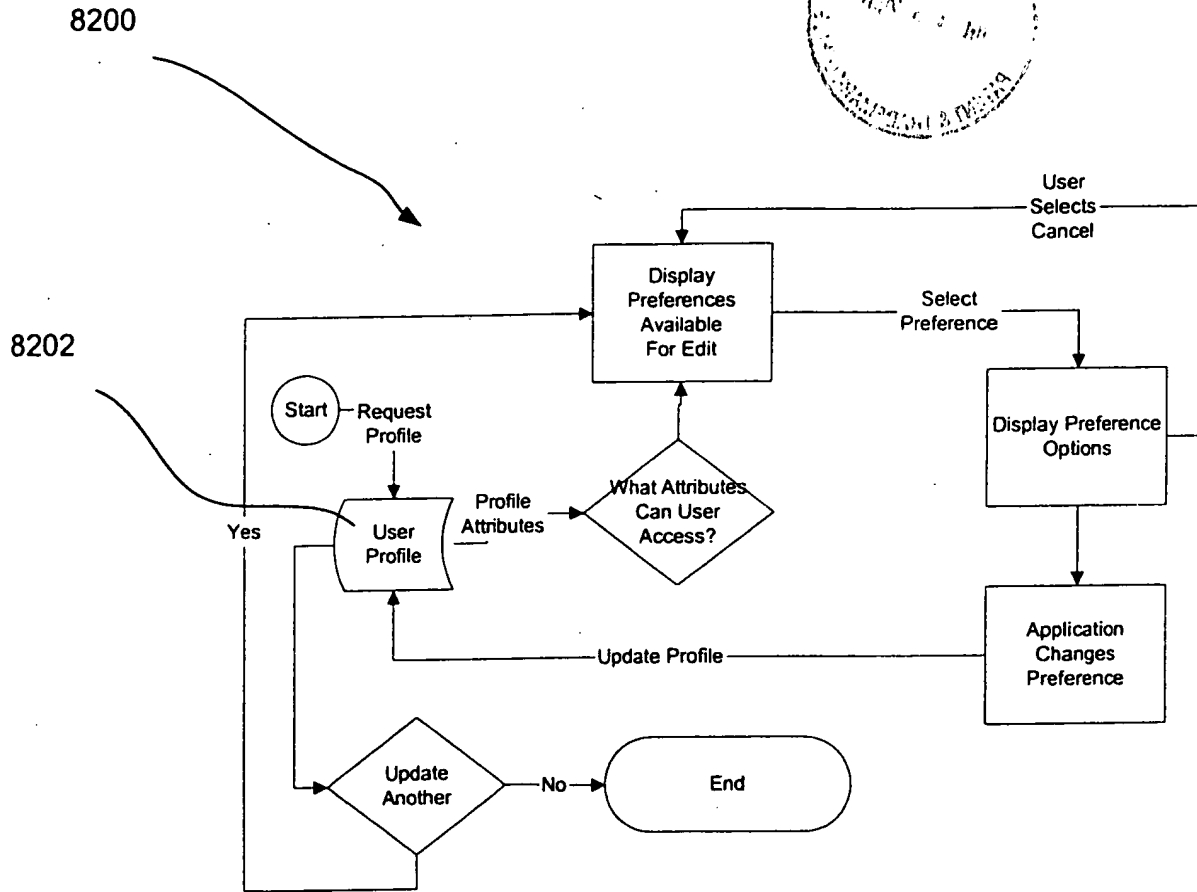 8200
User
Selects
Cancel
Display
Preferences
Available
For Edit
Select
Preference
8202
Start
Request
Profile
Display Preference
Options
What Attributes
Can User
Access?
Profile
Attributes
User
Profile
Yes
Application
Changes
Preference
Update Profile
Update
Another
No
End